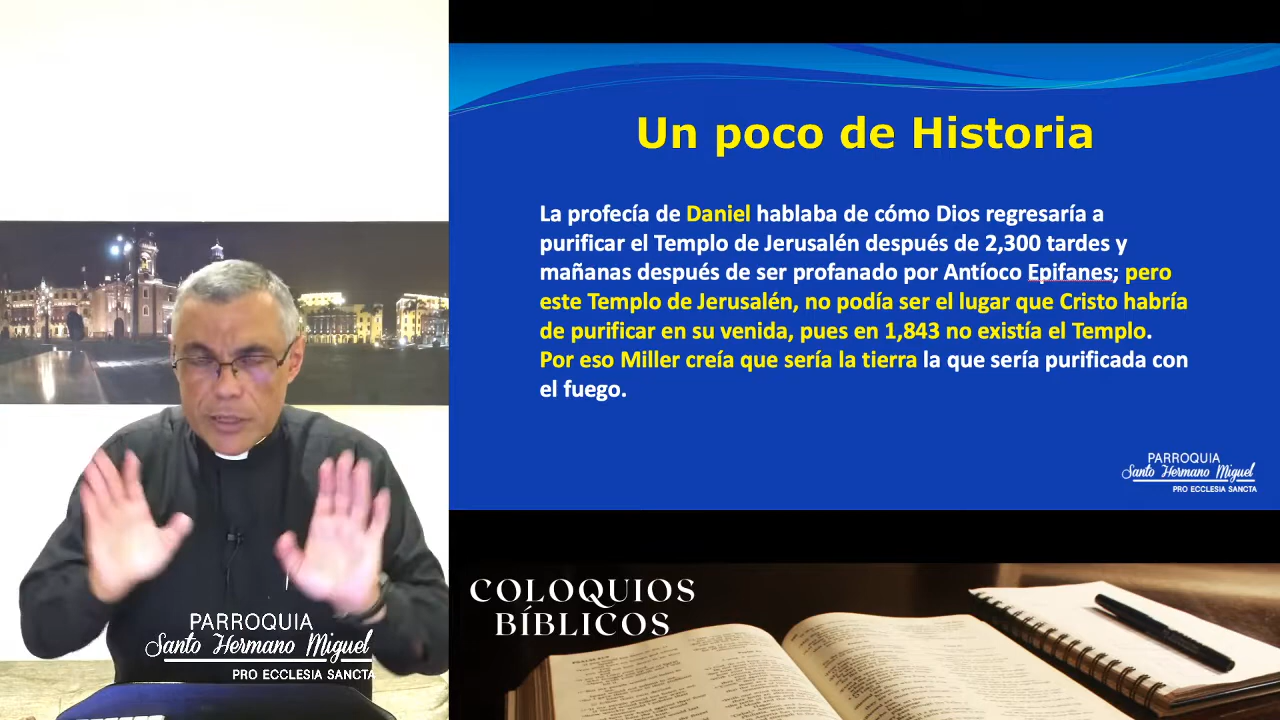 Un poco de Historia
La profecía de Daniel hablaba de cómo Dios regresaría a
purificar el Templo de Jerusalén después de 2,300 tardes y
mañanas después de ser profanado por Antíoco Epifanes; pero
este Templo de Jerusalén, no podía ser el lugar que Cristo habría
de purificar en su venida, pues en 1,843 no existía el Templo.
Por eso Miller creía que sería la tierra la que sería purificada con
el fuego.
PARROQUIA
Santo Hermano Miguel
PRO ECCLESIA SANCTA
COLOQUIOS
BÍBLICOS
PARROQUIA
Santo Hermano Miguel
PRO ECCLESIA SANCTA